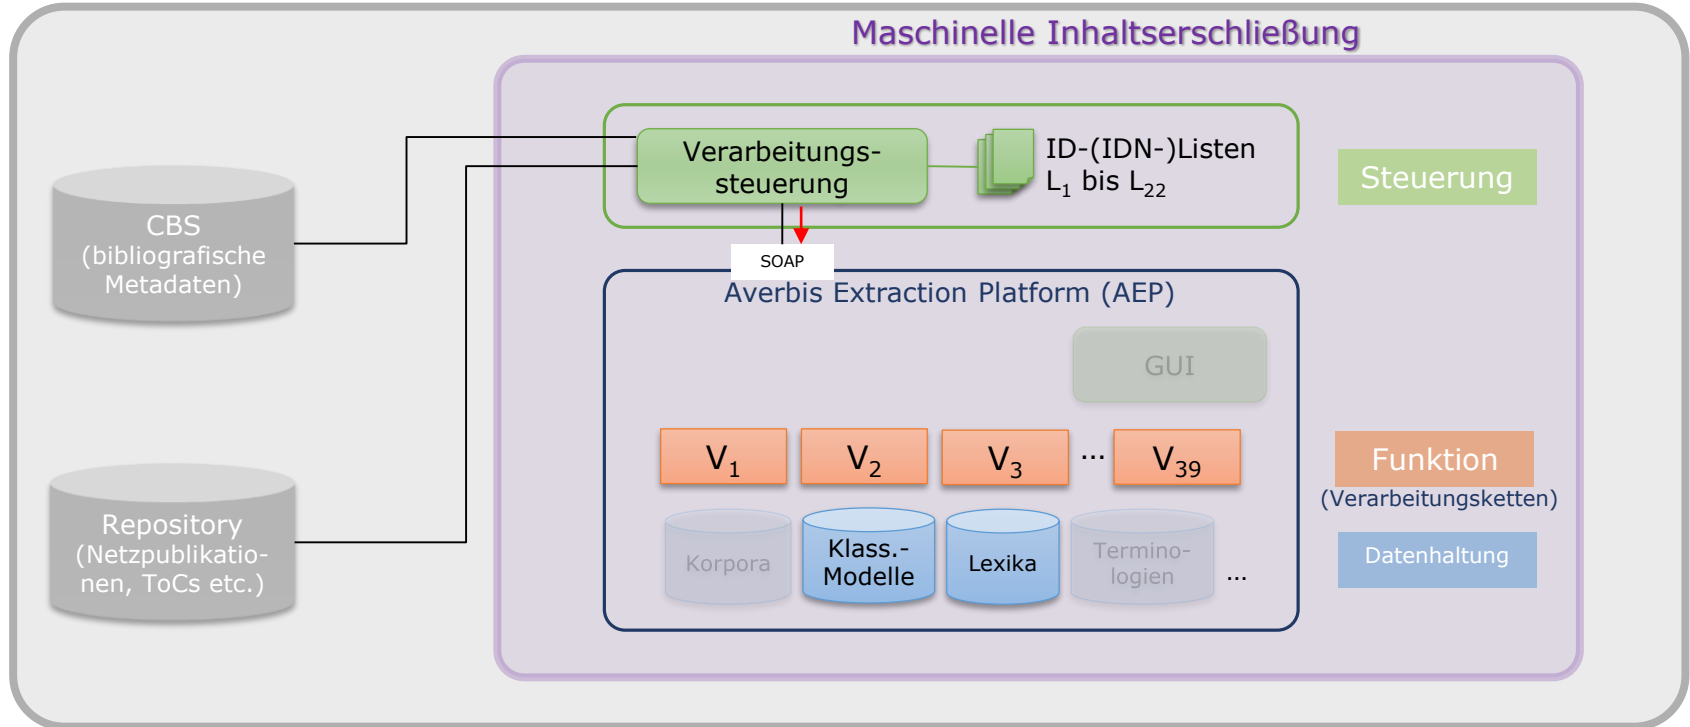 Maschinelle Inhaltserschließung
Verarbeitungs-
steuerung
ID-(IDN-)Listen
L1 bis L22
Steuerung
CBS
(bibliografische
Metadaten)
SOAP
Averbis Extraction Platform (AEP)
GUI
V1
V2
V3
...
V39
Funktion
(Verarbeitungsketten)
Repository
(Netzpublikatio-
nen, ToCs etc.)
Korpora
Klass.-
Modelle
Lexika
Termino-
logien
...
Datenhaltung